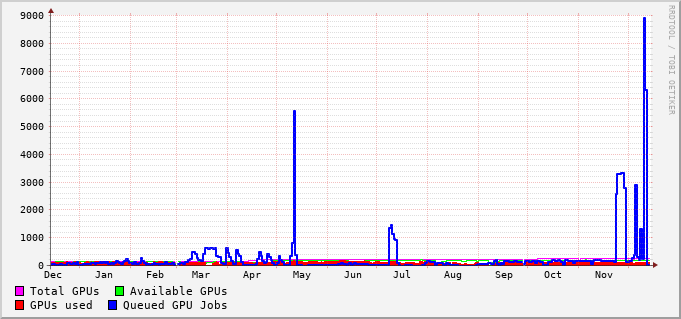 9000
8000
7000
6000
5000
4000
3000
2000
1000
0
Dec Jan Feb Mar Apr May Jun Jul Aug Sep Oct Nov
Total GPUs Available GPUs
GPUs used Queued GPU Jobs
RRDTOOL / TOBI OETIKER